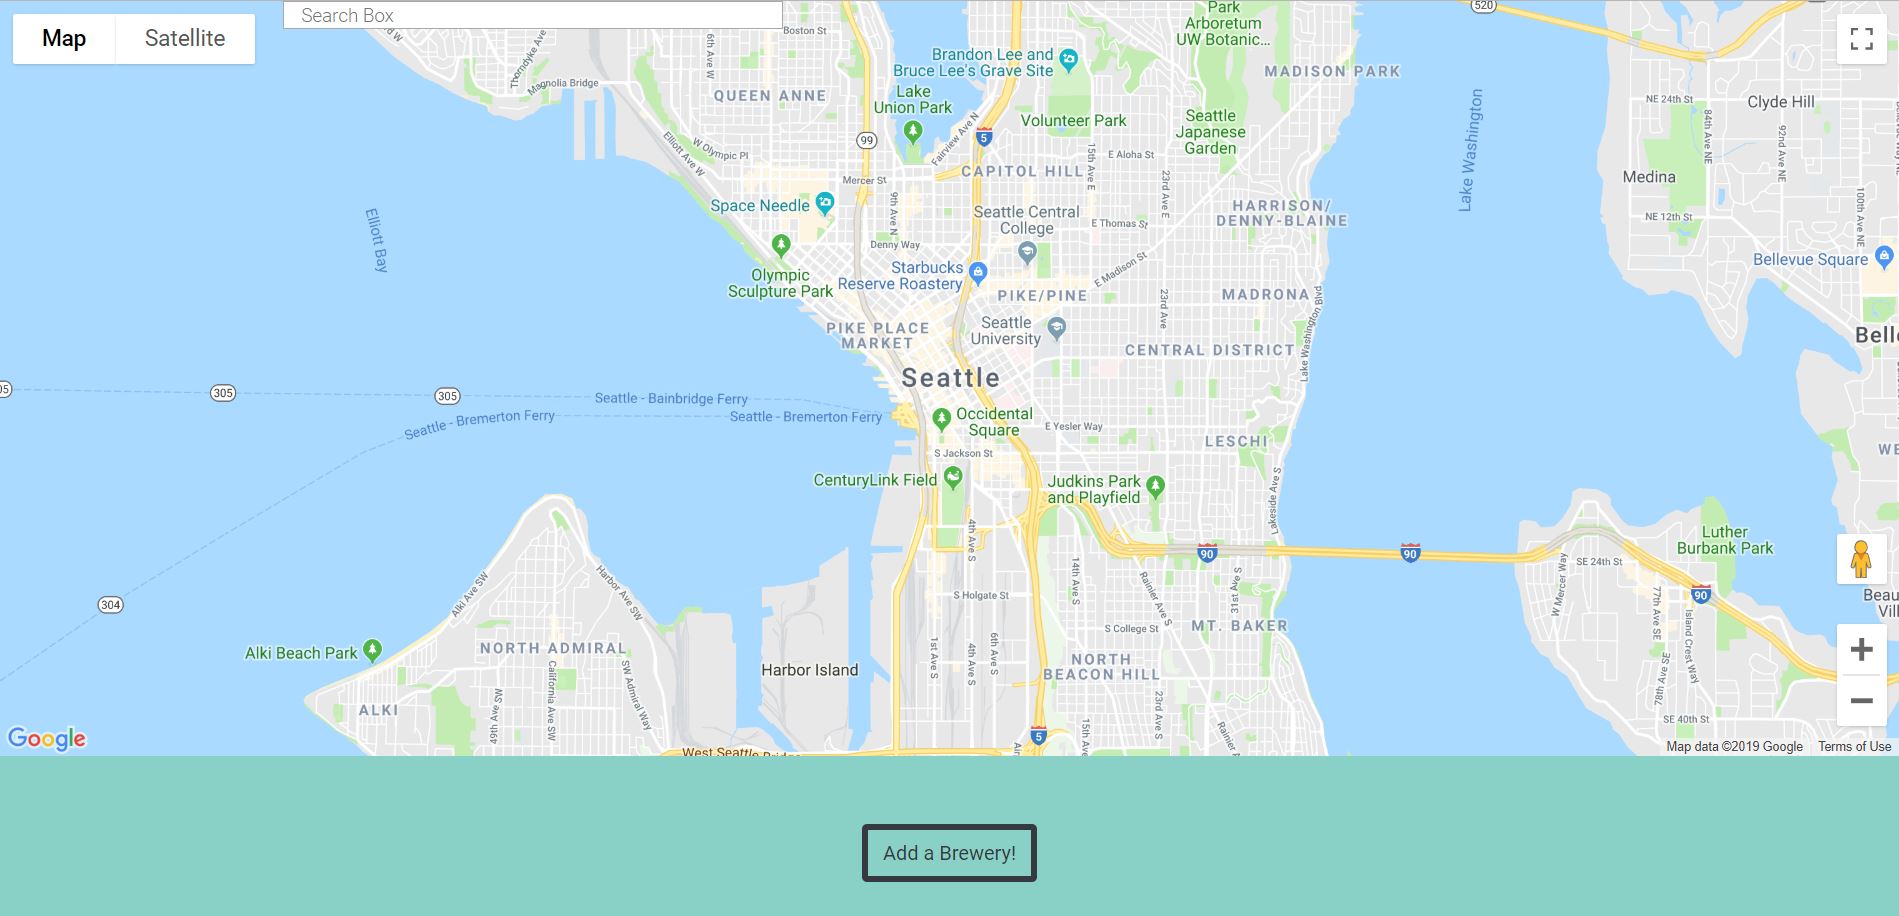 Map
Satellite
Search Box
Boston St
Park
Arboretum
UW Botanic...
520
Thorndyke Ave
6th Ave W
Magnolia Bridge
QUEEN ANNE
Brandon Lee and
Bruce Lee's Grave Site
Lake
Union Park
MADISON PARK
Lake Washington
NE 24th St
Clyde Hill
84th Ave NE
92nd Ave NE
Volunteer Park
Seattle
Japanese
Garden
99
5
Fairview Ave N
Elliott Ave W
W Olympic Pl
E Aloha St
15th Ave E
Mercer St
CAPITOL HILL
23rd Ave E
Medina
100th Ave NE
9th Ave N
Space Needle
Seattle Central
College
E Thomas St
HARRISON/
DENNY-BLAINE
NE 12th St
Elliott Bay
Denny Way
Olympic
Sculpture Park
Starbucks
Reserve Roastery
E Madison St
Bellevue Square
PIKE/PINE
23rd Ave
MADRONA
Lake Washington Blvd
PIKE PLACE
MARKET
Seattle
University
CENTRAL DISTRICT
Bell
Seattle
05
305
305
Seattle - Bainbridge Ferry
Seattle - Bremerton Ferry
Seattle - Bremerton Ferry
Occidental
Square
E Yesler Way
LESCHI
WE
S Jackson St
CenturyLink Field
Judkins Park
and Playfield
Lakeside Ave S
4th Ave S
90
90
Luther
Burbank Park
SE 24th St
W Mercer Way
90
304
Alki Ave SW
Harbor Ave SW
S Holgate St
14th Ave S
Rainier Ave S
31st Ave S
77th Ave SE
Island Crest Way
Beau
Vill
Alki Beach Park
NORTH ADMIRAL
1st Ave S
4th Ave S
6th Ave S
S College St
MT. BAKER
Harbor Island
NORTH
BEACON HILL
78th Ave SE
ALKI
49th Ave SW
California Ave SW
SW Admiral Way
23rd Ave S
15th Ave
Rainier A
SE 40th St
5
West Seattle Bridge
Google
Map data ©2019 Google
Terms of Use
Add a Brewery!